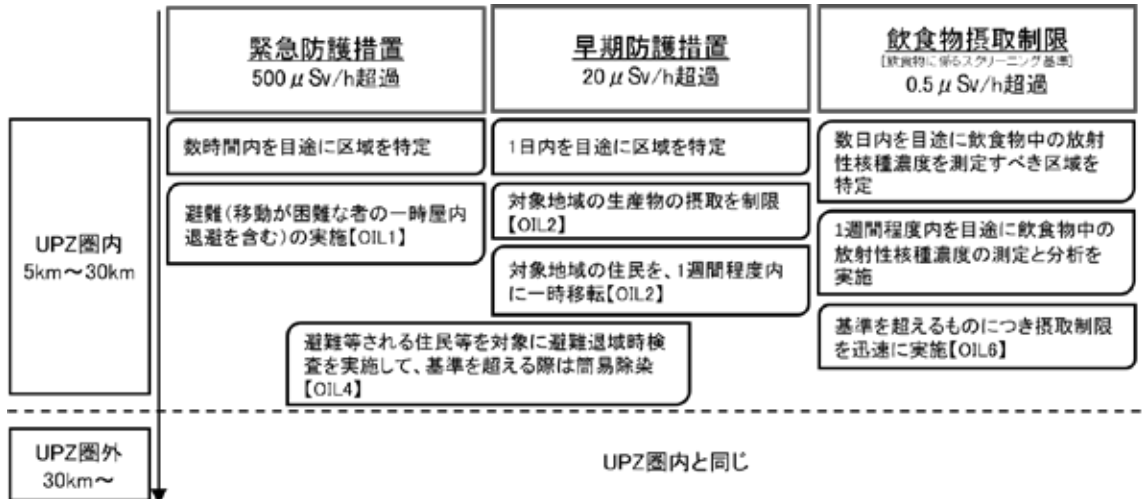 緊急防護措置
500μSv/h超過
早期防護措置
20μSv/h超過
飲食物摂取制限
[飲食物に係るスクリーニング基準]
0.5μSv/h超過
UPZ圏内
5km～30km
数時間内を目途に区域を特定
避難(移動が困難な者の一時屋内
退避を含む)の実施【OIL1】
1日内を目途に区域を特定
対象地域の生産物の摂取を制限
【OIL2】
対象地域の住民を、1週間程度内
に一時移転【OIL2】
避難等される住民等を対象に避難退域時検
査を実施して、基準を超える際は簡易除染
【OIL4】
数日内を目途に飲食物中の放射
性核種濃度を測定すべき区域を
特定
1週間程度内を目途に飲食物中の
放射性核種濃度の測定と分析を
実施
基準を超えるものにつき摂取制限
を迅速に実施【OIL6】
UPZ圏外
30km～
UPZ圏内と同じ